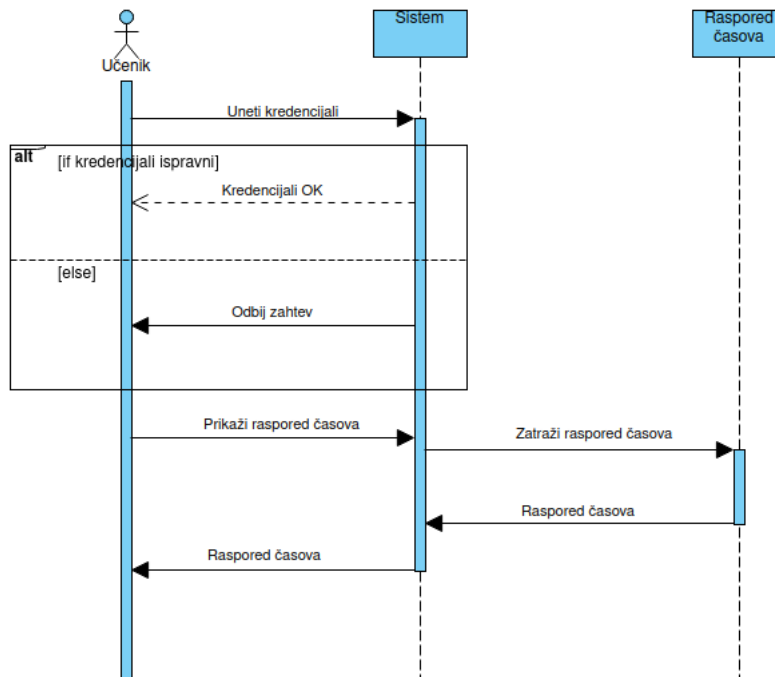 Učenik
Sistem
Raspored
časova
Uneti kredencijali
alt
[if kredencijali ispravni]
Kredencijali OK
[else]
Odbij zahtev
Prikaži raspored časova
Zatraži raspored časova
Raspored časova
Raspored časova